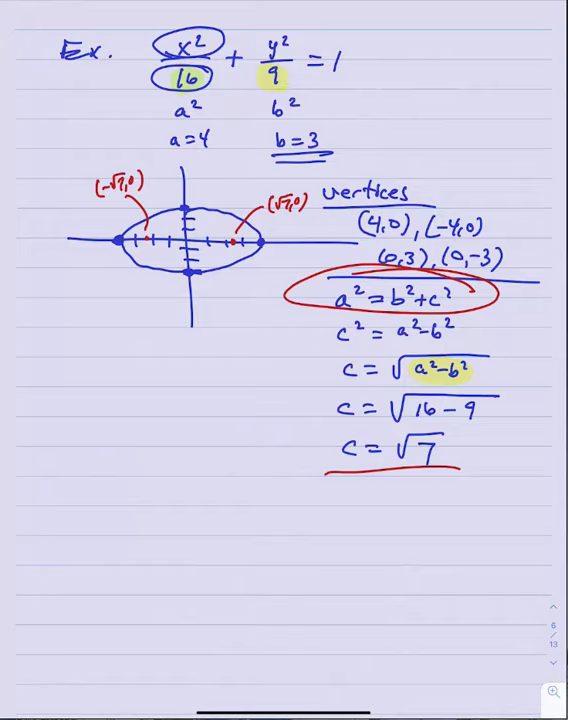 Ex. x²/16 + y²/9 = 1
a² b²
a=4 b=3
(-√7,0) (√7,0)
vertices
(4,0), (-4,0)
(0,3), (0,-3)
a² = b²+c²
c² = a²-b²
c = √a²-b²
c = √16 - 9
c = √7
6
/
13